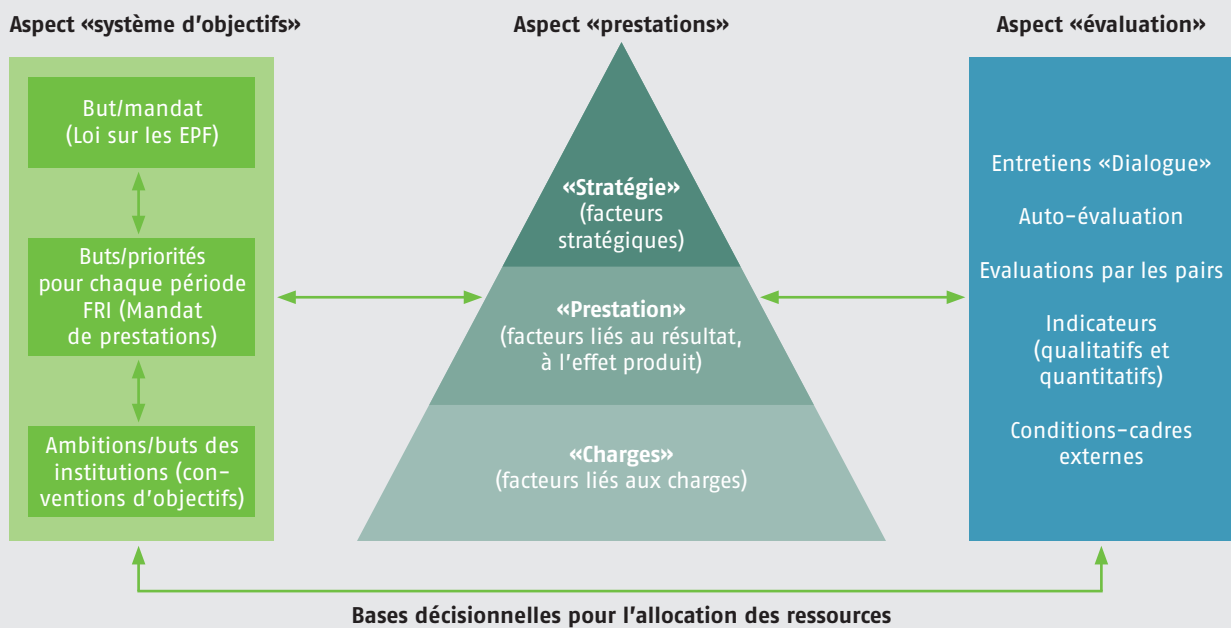 Aspect «système d'objectifs»
But/mandat
(Loi sur les EPF)
Buts/priorités
pour chaque période
FRI (Mandat
de prestations)
Ambitions/buts des
institutions (con-
ventions d'objectifs)
Aspect «prestations»
«Stratégie»
(facteurs
stratégiques)
«Prestation»
(facteurs liés au résultat,
à l'effet produit)
«Charges»
(facteurs liés aux charges)
Aspect «évaluation»
Entretiens «Dialogue»
Auto-évaluation
Evaluations par les pairs
Indicateurs
(qualitatifs et
quantitatifs)
Conditions-cadres
externes
Bases décisionnelles pour l'allocation des ressources